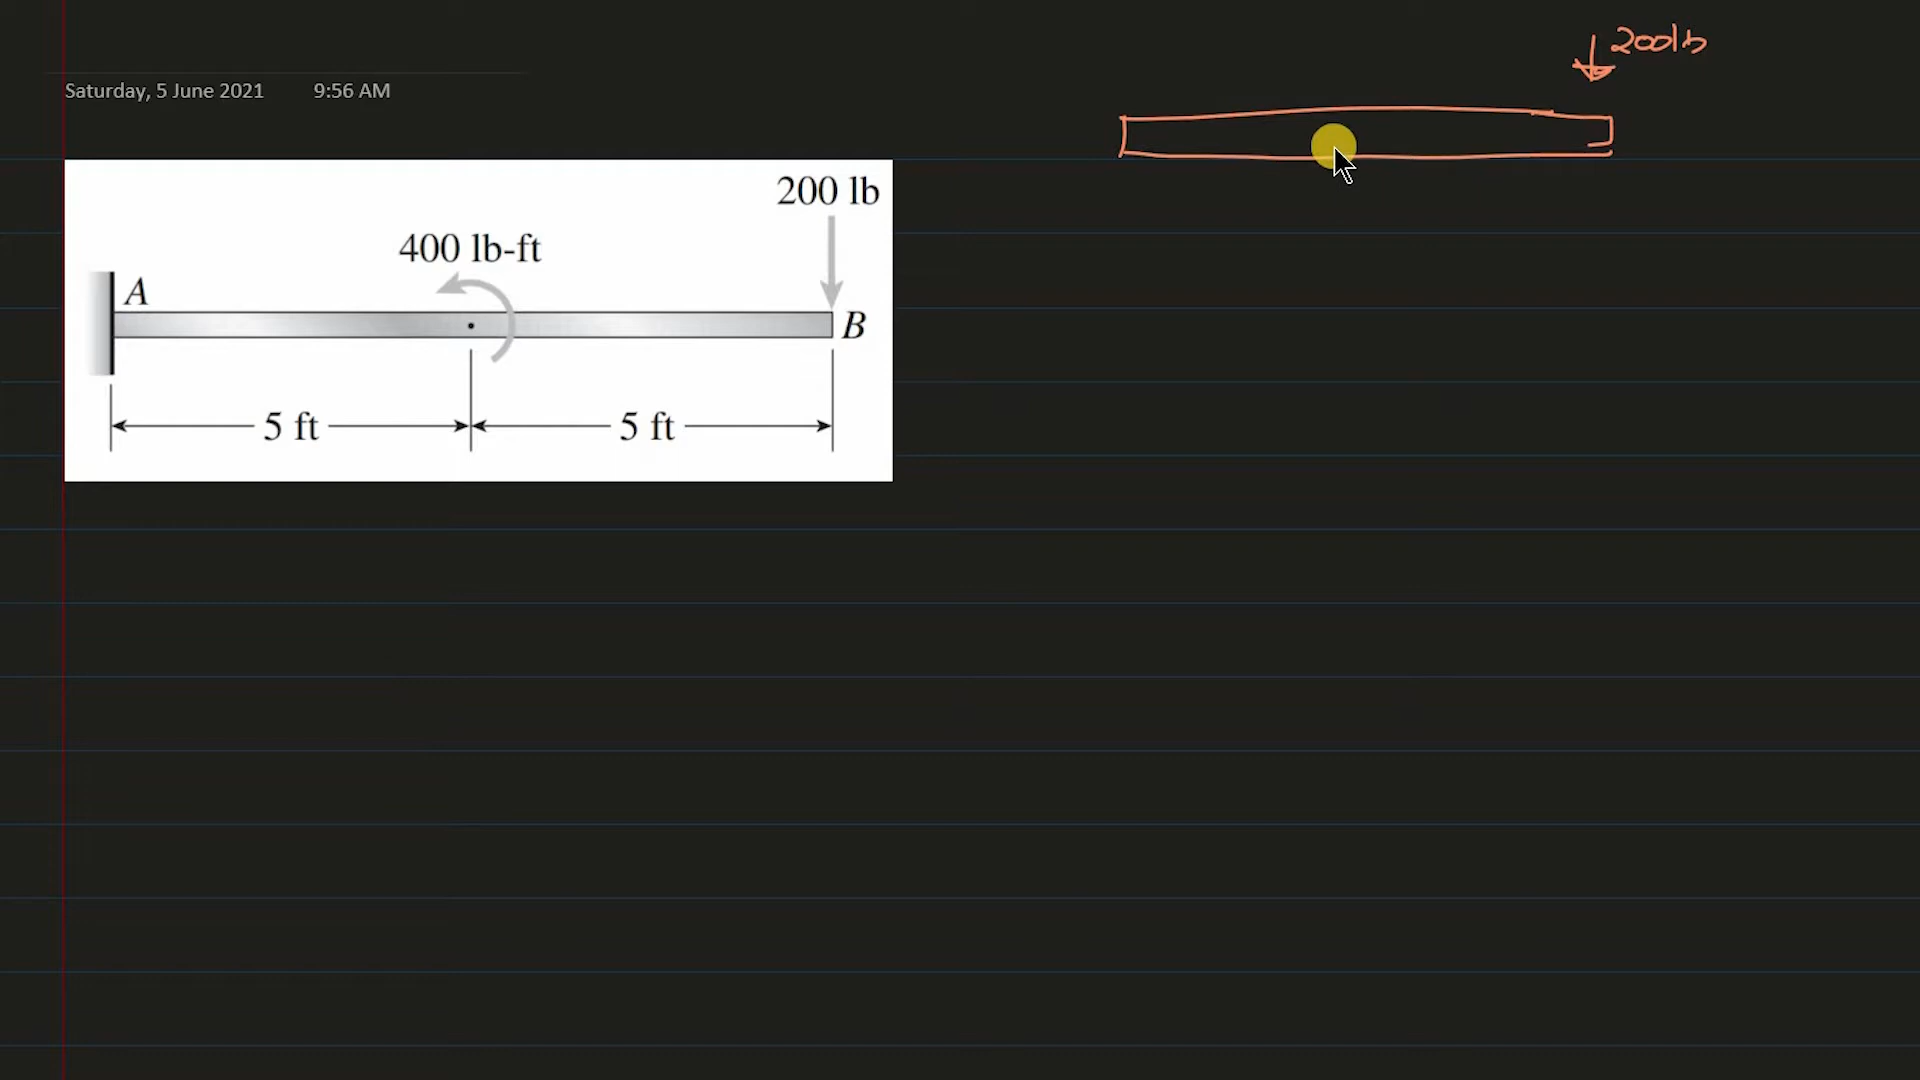 200lb
Saturday, 5 June 2021 9:56 AM
200 lb
400 lb-ft
A
B
5 ft 5 ft